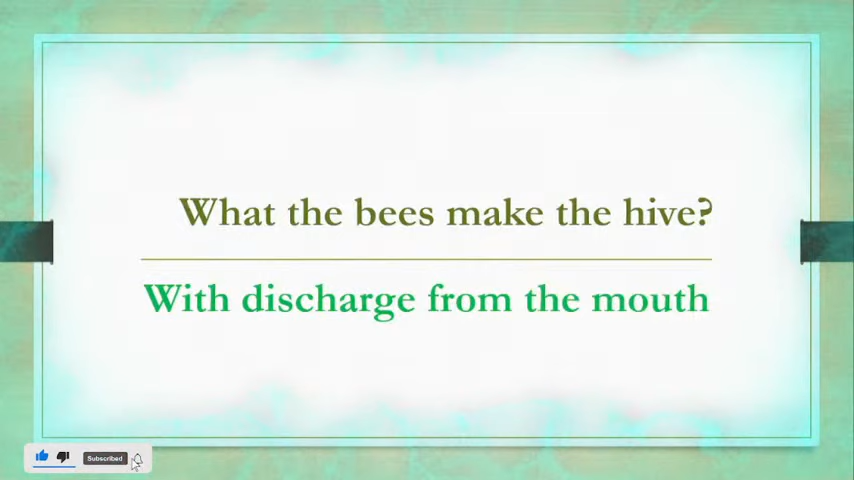 What the bees make the hive?
With discharge from the mouth
Subscribed